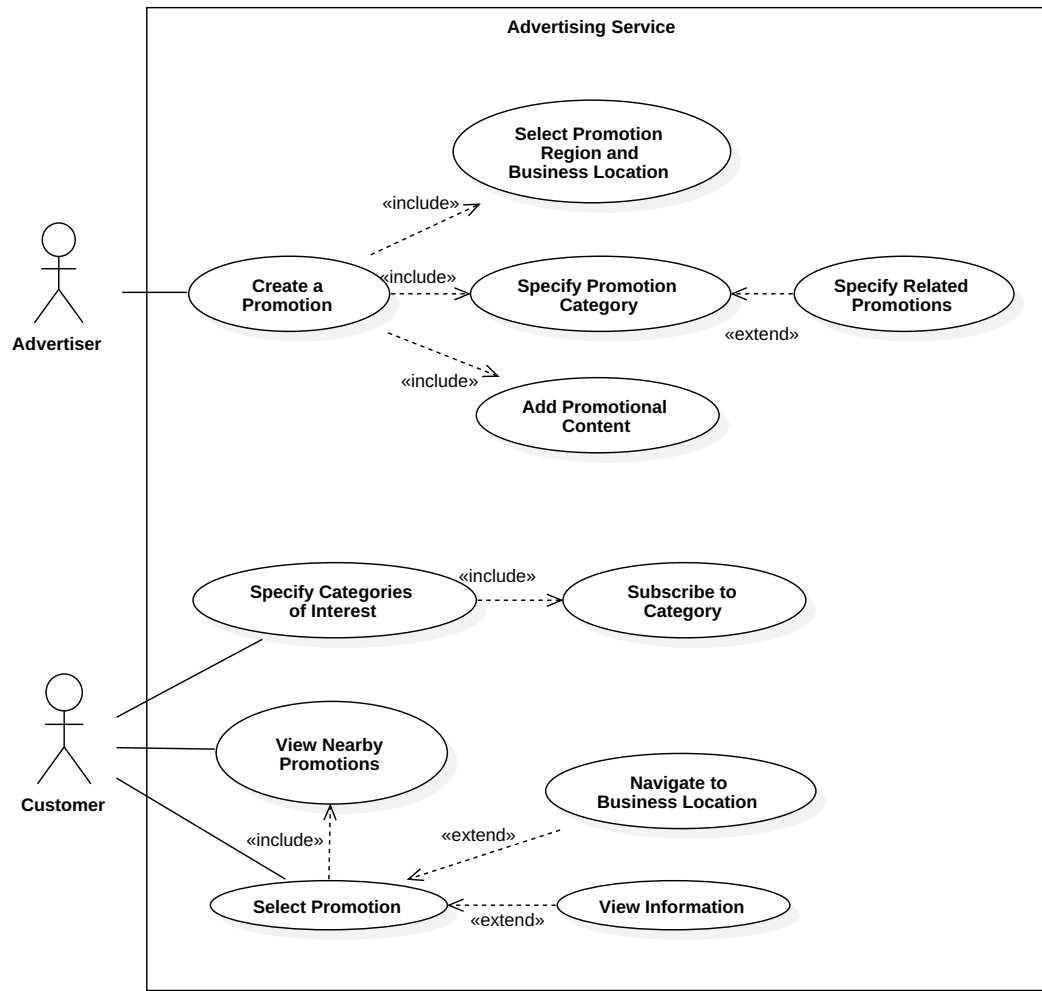 Advertising Service
Select Promotion
Region and
Business Location
«include»
Create a
Promotion
«include»
Specify Promotion
Category
Specify Related
Promotions
«extend»
Advertiser
«include»
Add Promotional
Content
Specify Categories
of Interest
«include»
Subscribe to
Category
View Nearby
Promotions
Customer
Navigate to
Business Location
«include»
«extend»
Select Promotion
«extend»
View Information